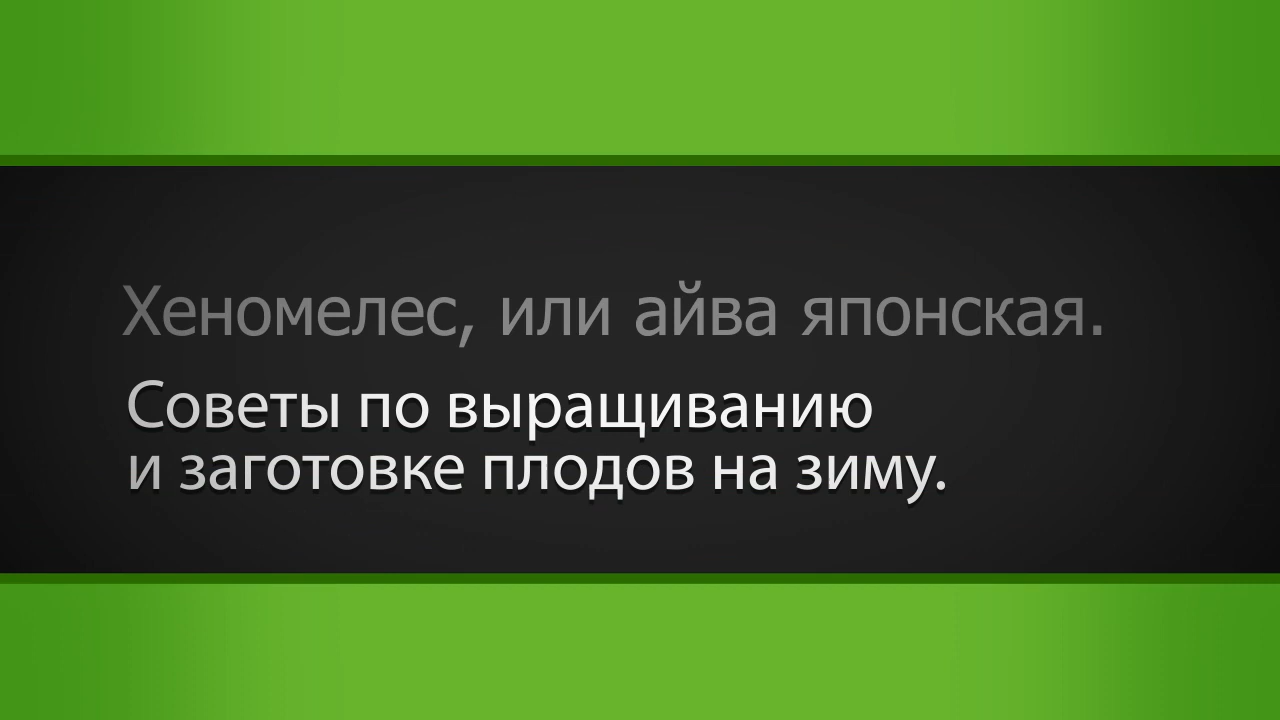 Хеномелес, или айва японская.
Советы по выращиванию
и заготовке плодов на зиму.